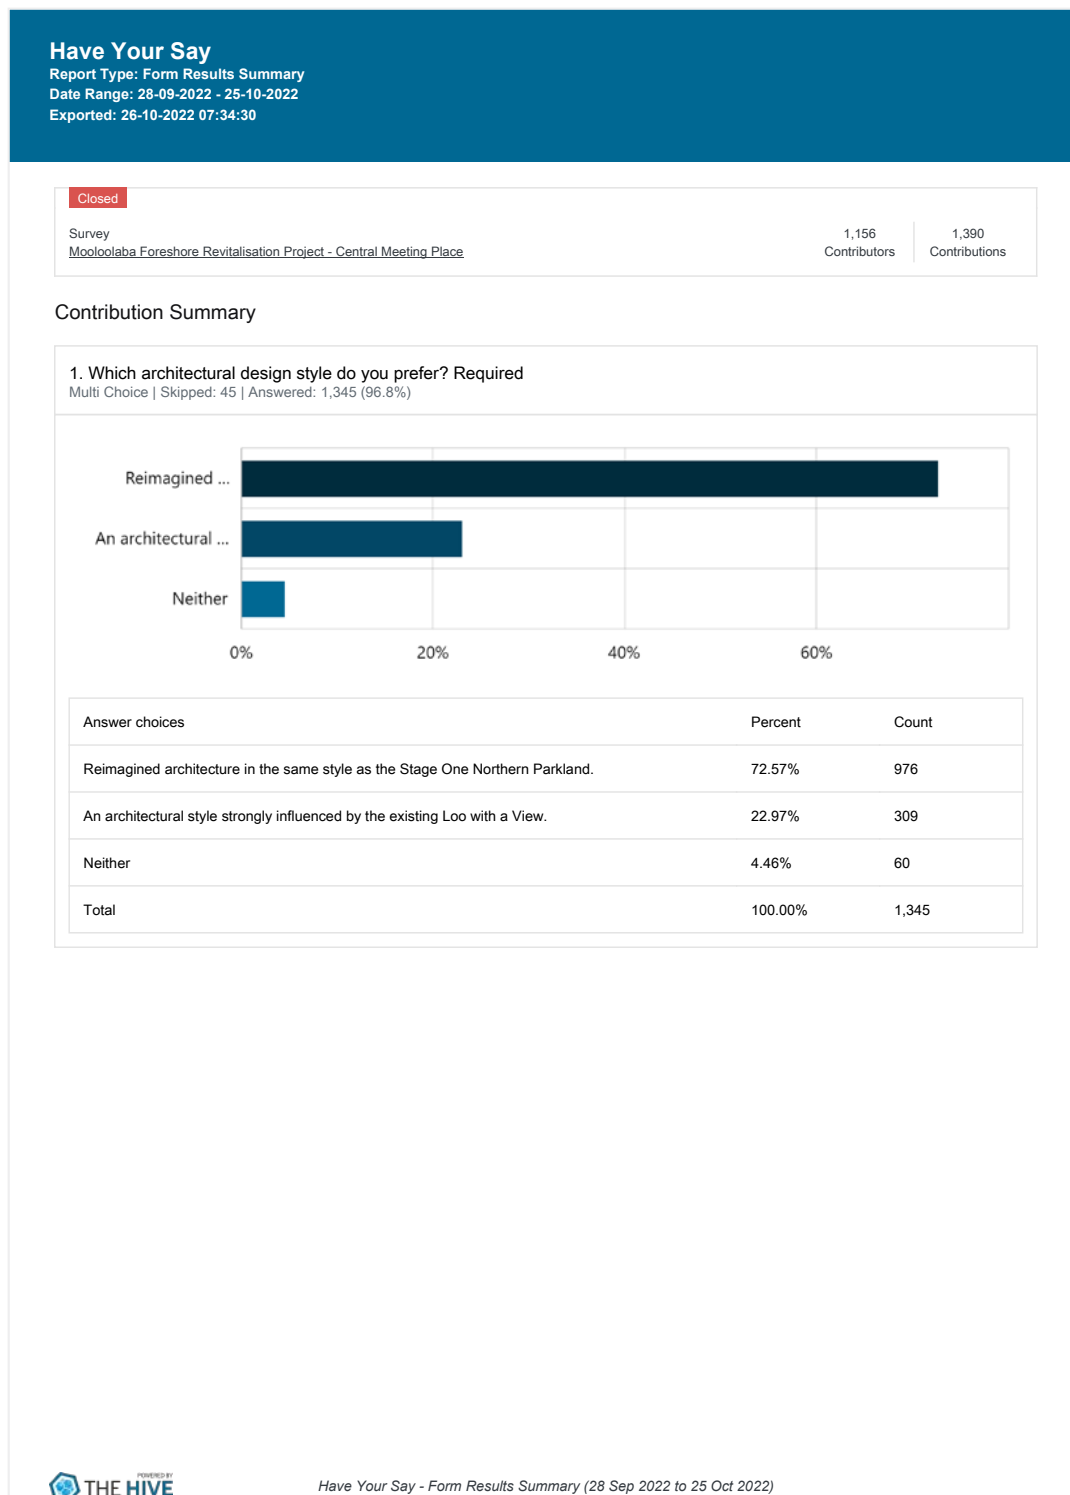 Have Your Say
Report Type: Form Results Summary
Date Range: 28-09-2022 - 25-10-2022
Exported: 26-10-2022 07:34:30
Closed
Survey
Mooloolaba Foreshore Revitalisation Project - Central Meeting Place
1,156
Contributors
1,390
Contributions
Contribution Summary
1. Which architectural design style do you prefer? Required
Multi Choice | Skipped: 45 | Answered: 1,345 (96.8%)
Reimagined ...
An architectural ...
Neither
0% 20% 40% 60%
Answer choices Percent Count
Reimagined architecture in the same style as the Stage One Northern Parkland. 72.57% 976
An architectural style strongly influenced by the existing Loo with a View. 22.97% 309
Neither 4.46% 60
Total 100.00% 1,345
POWERED BY
THE HIVE
Have Your Say - Form Results Summary (28 Sep 2022 to 25 Oct 2022)